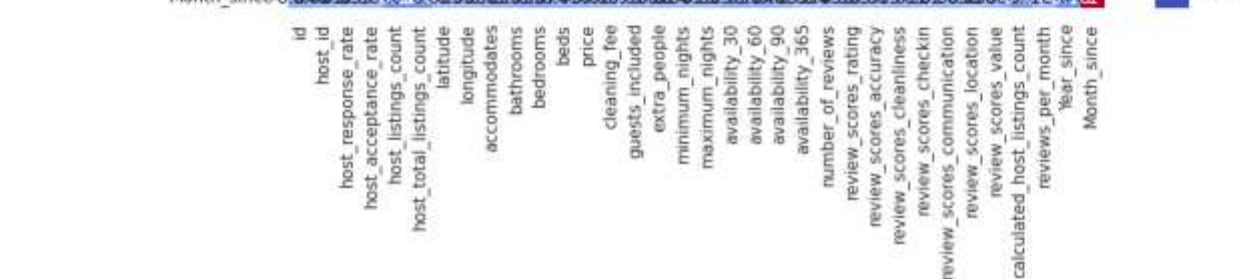 Month_since
id
host_id
host_response_rate
host_acceptance_rate
host_listings_count
host_total_listings_count
latitude
longitude
accommodates
bathrooms
bedrooms
beds
price
cleaning_fee
guests_included
extra_people
minimum_nights
maximum_nights
availability_30
availability_60
availability_90
availability_365
number_of_reviews
review_scores_rating
review_scores_accuracy
review_scores_cleanliness
review_scores_checkin
review_scores_communication
review_scores_location
review_scores_value
calculated_host_listings_count
reviews_per_month
Year_since
Month_since